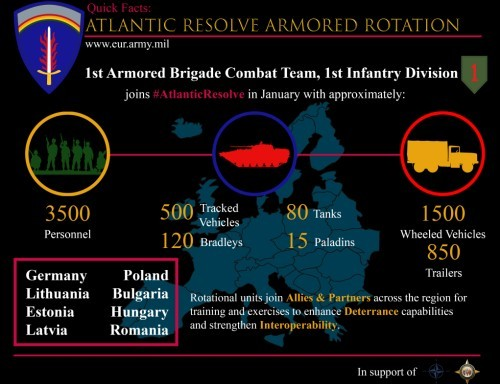 Quick Facts:
ATLANTIC RESOLVE ARMORED ROTATION
www.eur.army.mil
1st Armored Brigade Combat Team, 1st Infantry Division
1
joins #AtlanticResolve in January with approximately:
3500
Personnel
500 Tracked Vehicles
120 Bradleys
80 Tanks
15 Paladins
1500
Wheeled Vehicles
850
Trailers
Germany Poland
Lithuania Bulgaria
Estonia Hungary
Latvia Romania
Rotational units join Allies & Partners across the region for
training and exercises to enhance Deterrance capabilities
and strengthen Interoperability.
In support of